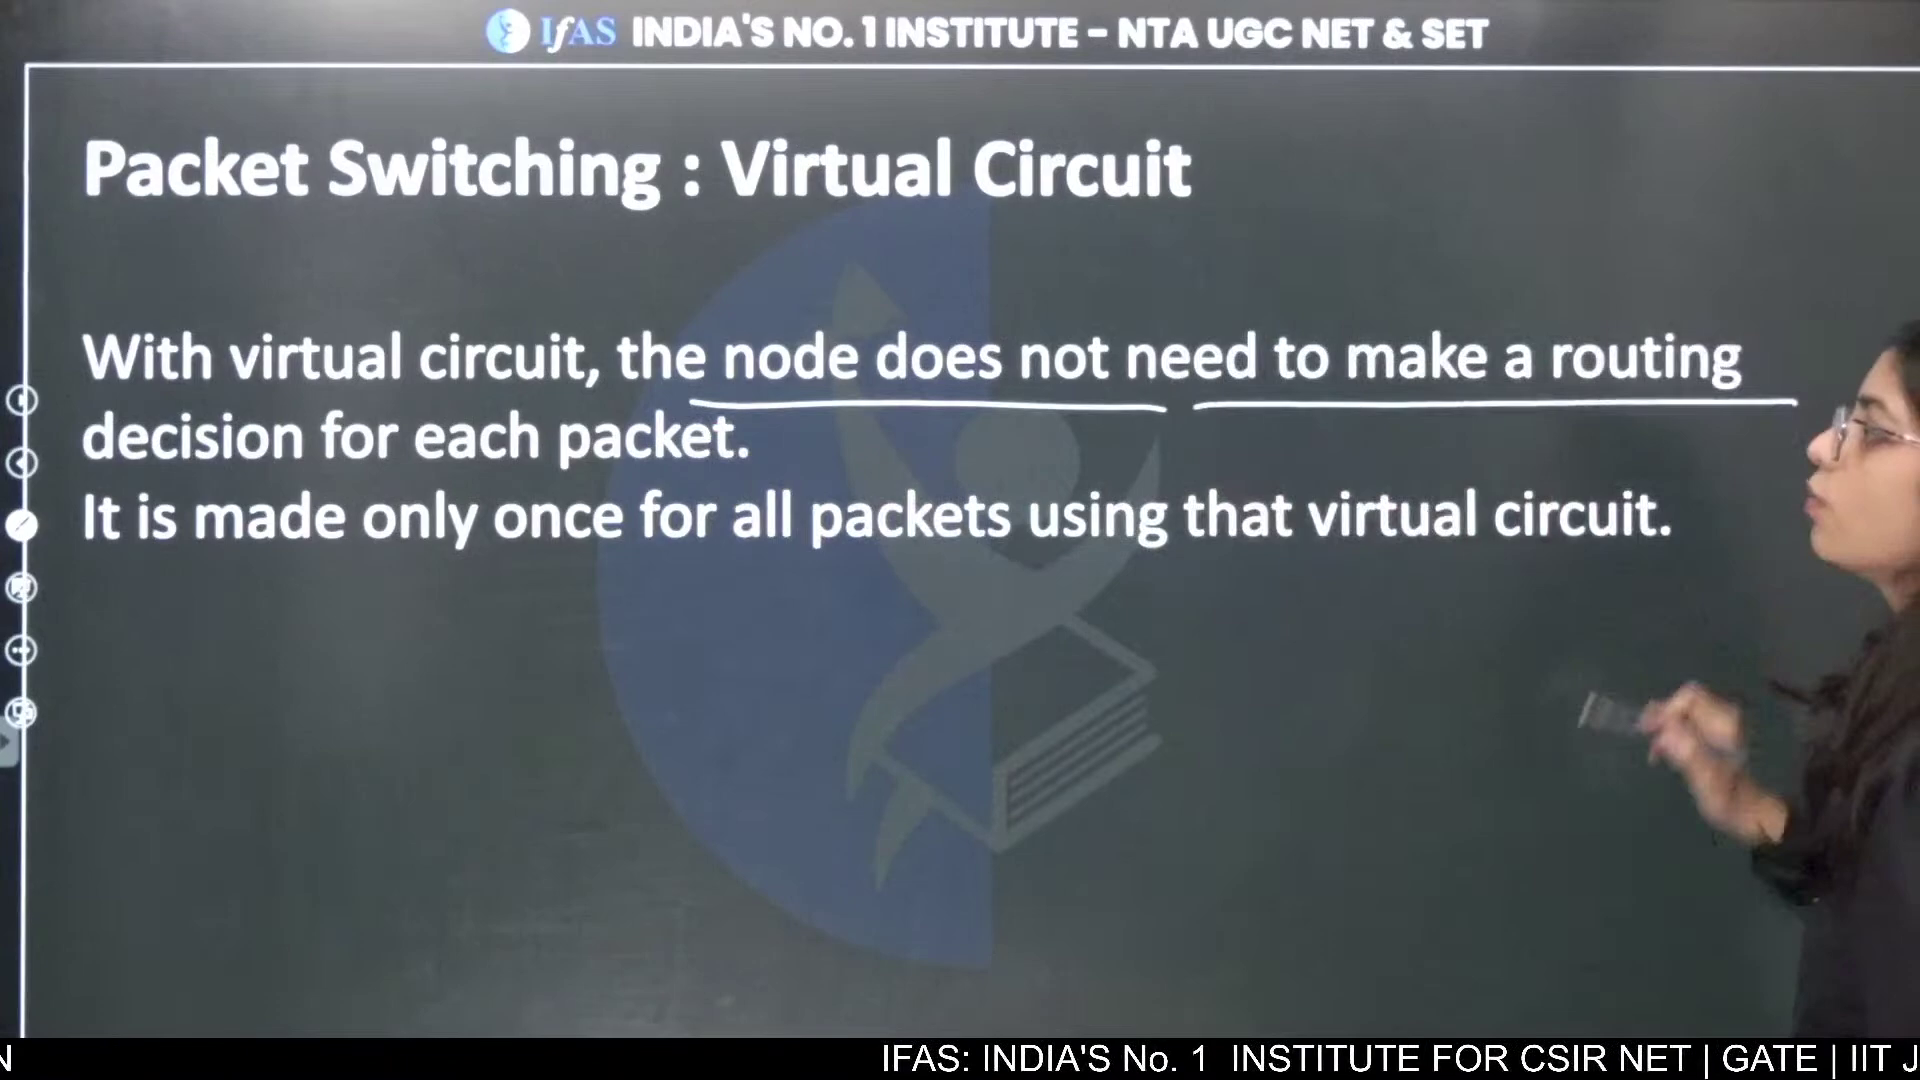 IfAS INDIA'S NO. 1 INSTITUTE - NTA UGC NET & SET
Packet Switching : Virtual Circuit
With virtual circuit, the node does not need to make a routing
decision for each packet.
It is made only once for all packets using that virtual circuit.
N IFAS: INDIA'S No. 1 INSTITUTE FOR CSIR NET | GATE | IIT J